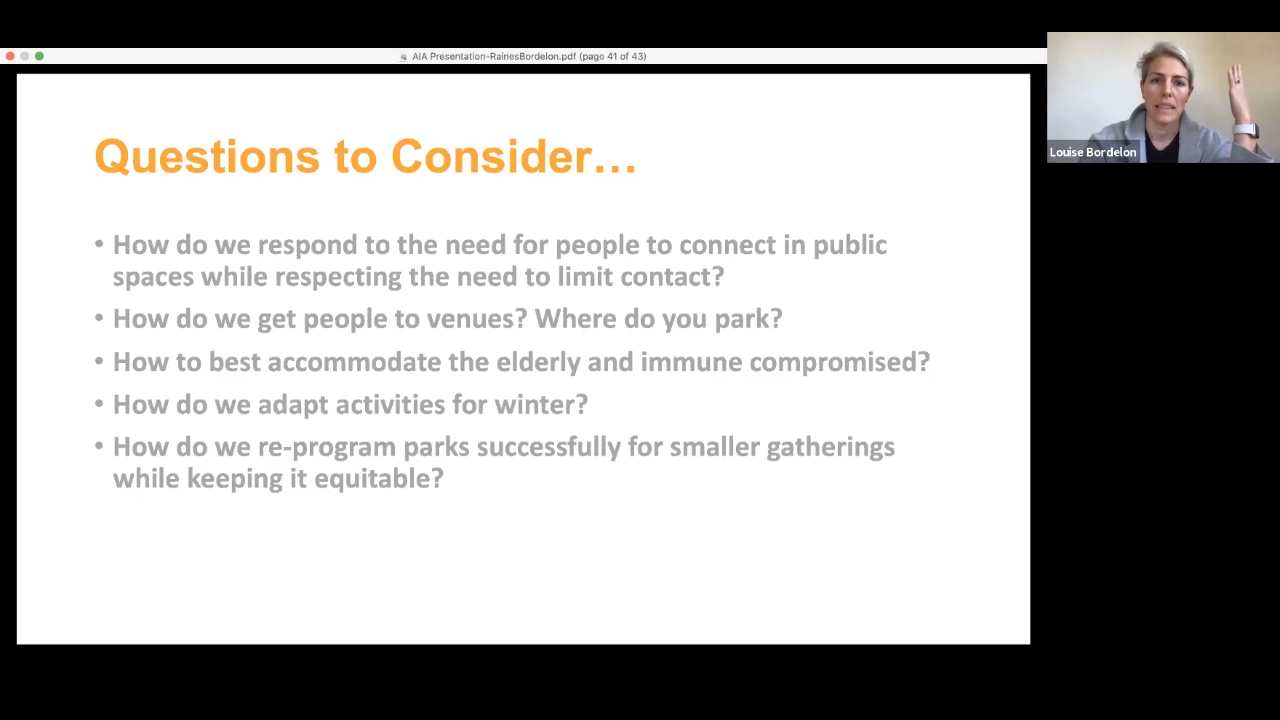 AIA Presentation-RainesBordelon.pdf (page 41 of 43)
Louise Bordelon
Questions to Consider…
• How do we respond to the need for people to connect in public
spaces while respecting the need to limit contact?
• How do we get people to venues? Where do you park?
• How to best accommodate the elderly and immune compromised?
• How do we adapt activities for winter?
• How do we re-program parks successfully for smaller gatherings
while keeping it equitable?